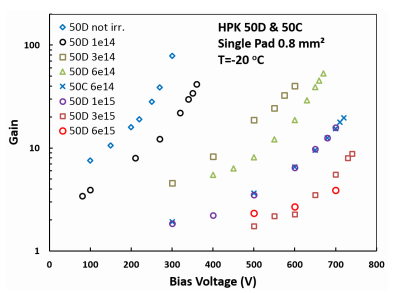 50D not irr.
50D 1e14
50D 3e14
50D 6e14
50C 6e14
50D 1e15
50D 3e15
50D 6e15
HPK 50D & 50C
Single Pad 0.8 mm²
T=-20 °C
100
10
1
Gain
0 100 200 300 400 500 600 700 800
Bias Voltage (V)